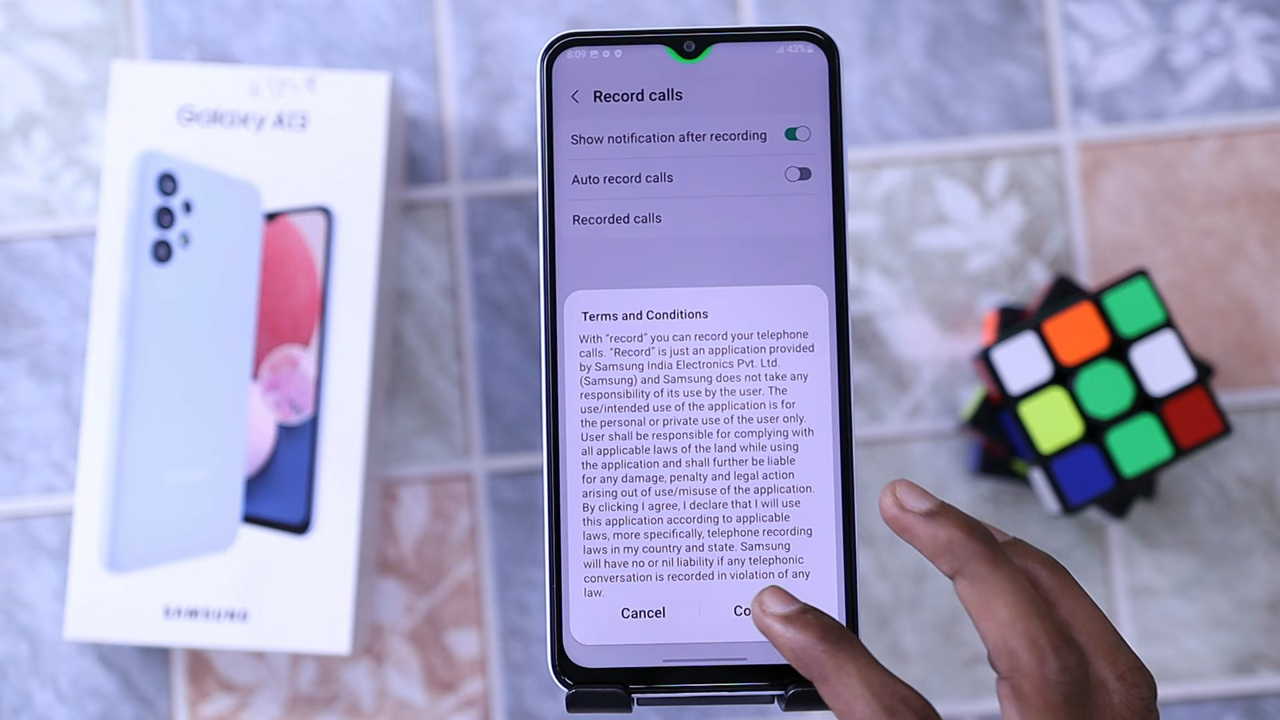 Galaxy A13
SAMSUNG
8:09
43%
Record calls
Show notification after recording
Auto record calls
Recorded calls
Terms and Conditions
With “record” you can record your telephone
calls. “Record” is just an application provided
by Samsung India Electronics Pvt. Ltd.
(Samsung) and Samsung does not take any
responsibility of its use by the user. The
use/intended use of the application is for
the personal or private use of the user only.
User shall be responsible for complying with
all applicable laws of the land while using
the application and shall further be liable
for any damage, penalty and legal action
arising out of use/misuse of the application.
By clicking I agree, I declare that I will use
this application according to applicable
laws, more specifically, telephone recording
laws in my country and state. Samsung
will have no or nil liability if any telephonic
conversation is recorded in violation of any
law.
Cancel
Co